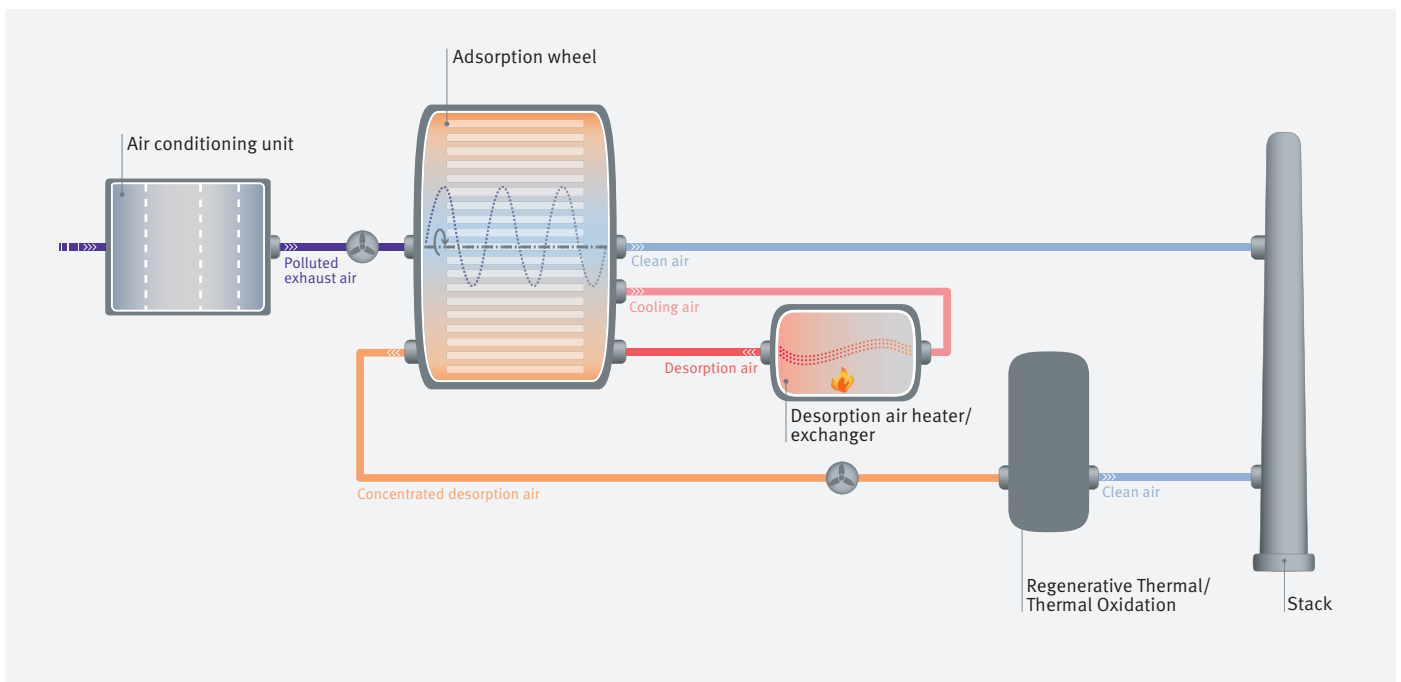 Adsorption wheel
Air conditioning unit
Polluted
exhaust air
Clean air
Cooling air
Desorption air
Desorption air heater/
exchanger
Concentrated desorption air
Clean air
Regenerative Thermal/
Thermal Oxidation
Stack